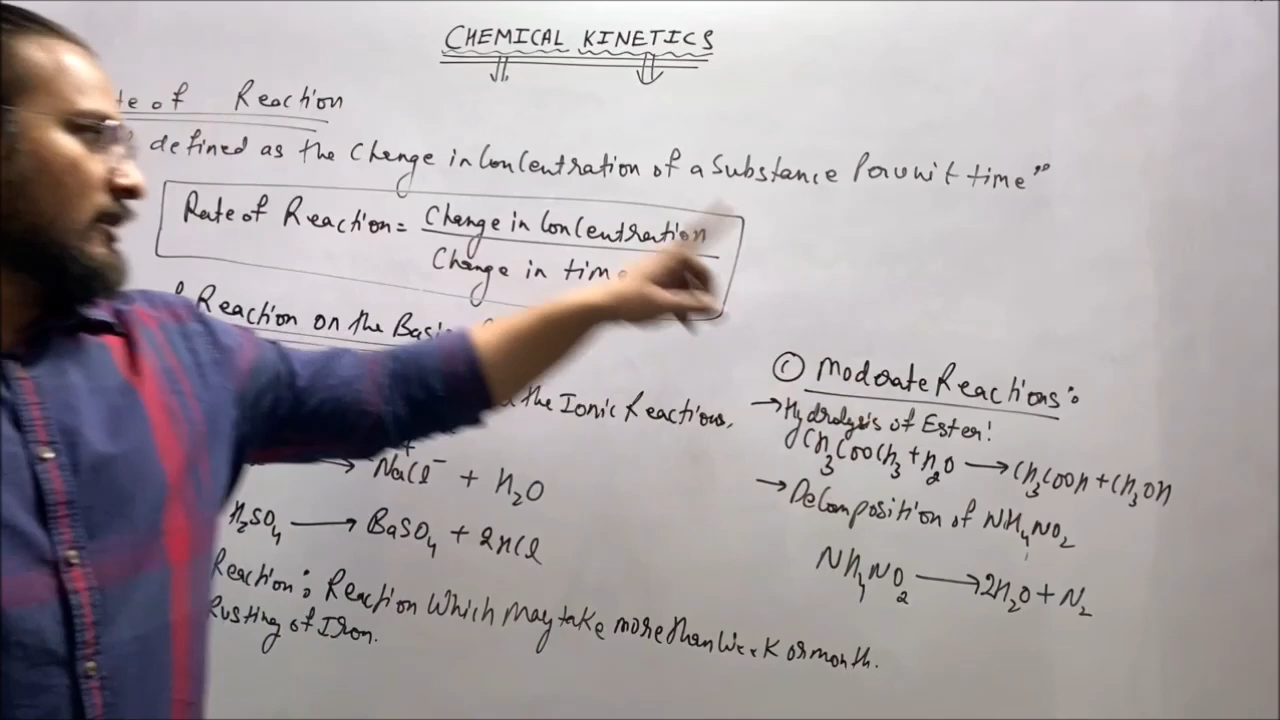 CHEMICAL KINETICS
te of Reaction
defined as the Change in Concentration of a Substance Per unit time"
Rate of Reaction = Change in Concentration
Change in time
Reaction on the Basis
the Ionic Reactions.
→ Na+Cl- + H2O
H2SO4 → BaSO4 + 2HCl
Reaction: Reaction Which May take more than Week or month.
Rusting of Iron.
(C) Moderate Reactions:
→ Hydrolysis of Ester!
CH3COOCH3 + H2O → CH3COOH + CH3OH
→ Decomposition of NH4NO2
NH4NO2 → 2H2O + N2